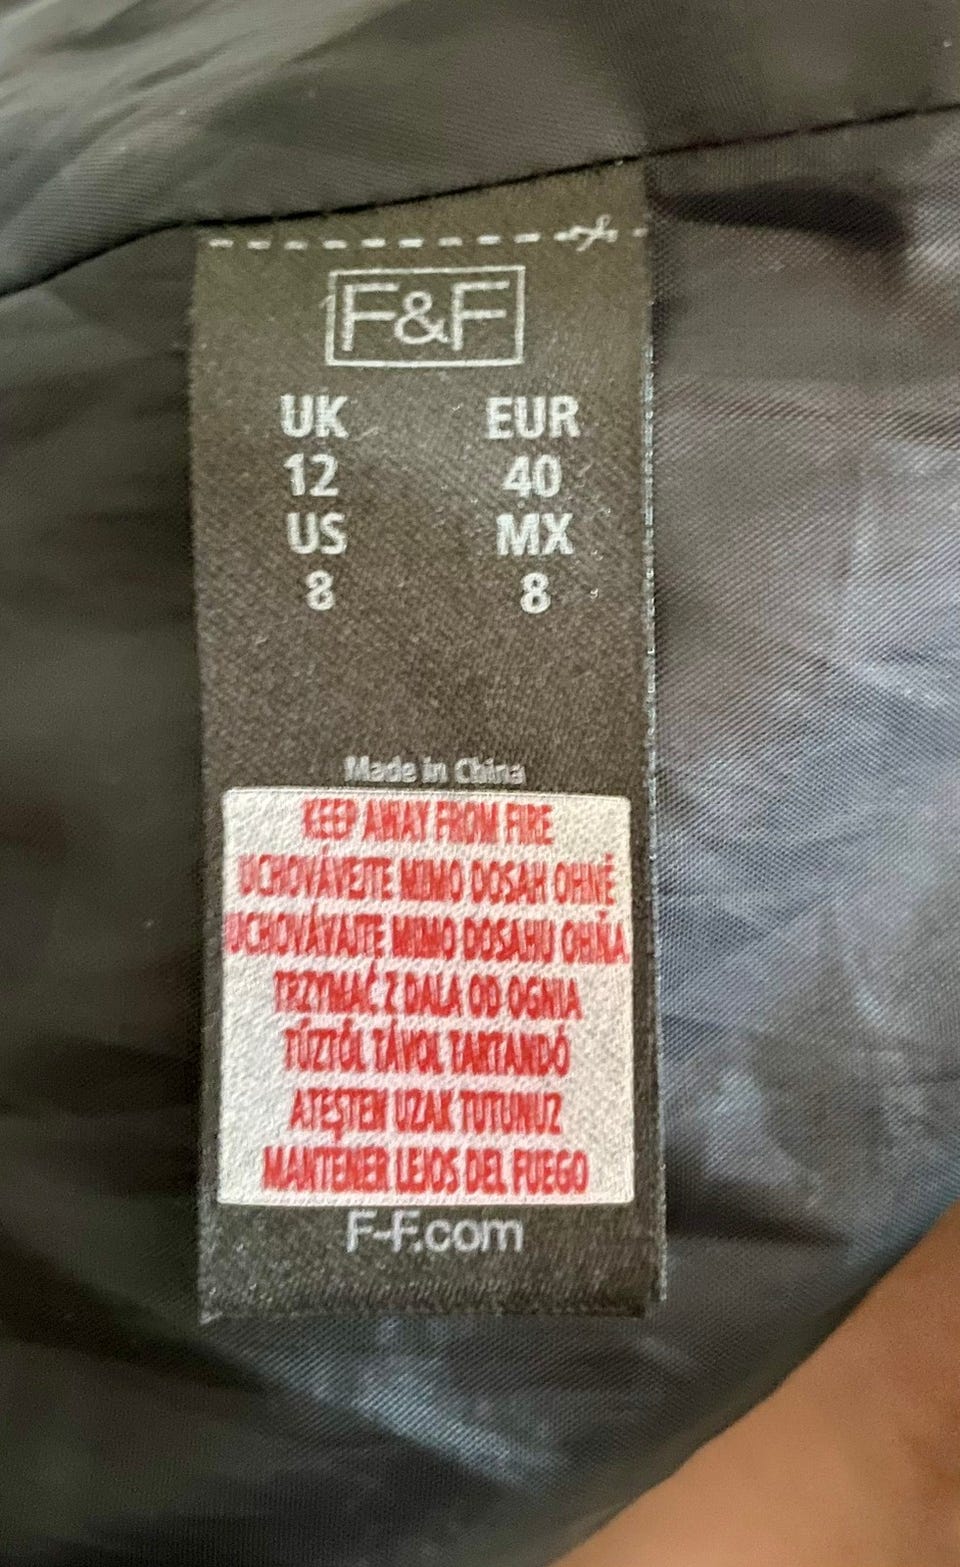 F&F
UK EUR
12 40
US MX
8 8
Made in China
KEEP AWAY FROM FIRE
UCHOVÁVEJTE MIMO DOSAH OHNĚ
UCHOVÁVAJTE MIMO DOSAHU OHŇA
TRZYMAĆ Z DALA OD OGNIA
TŰZTŐL TÁVOL TARTANDÓ
ATEŞTEN UZAK TUTUNUZ
MANTENER LEJOS DEL FUEGO
F-F.com